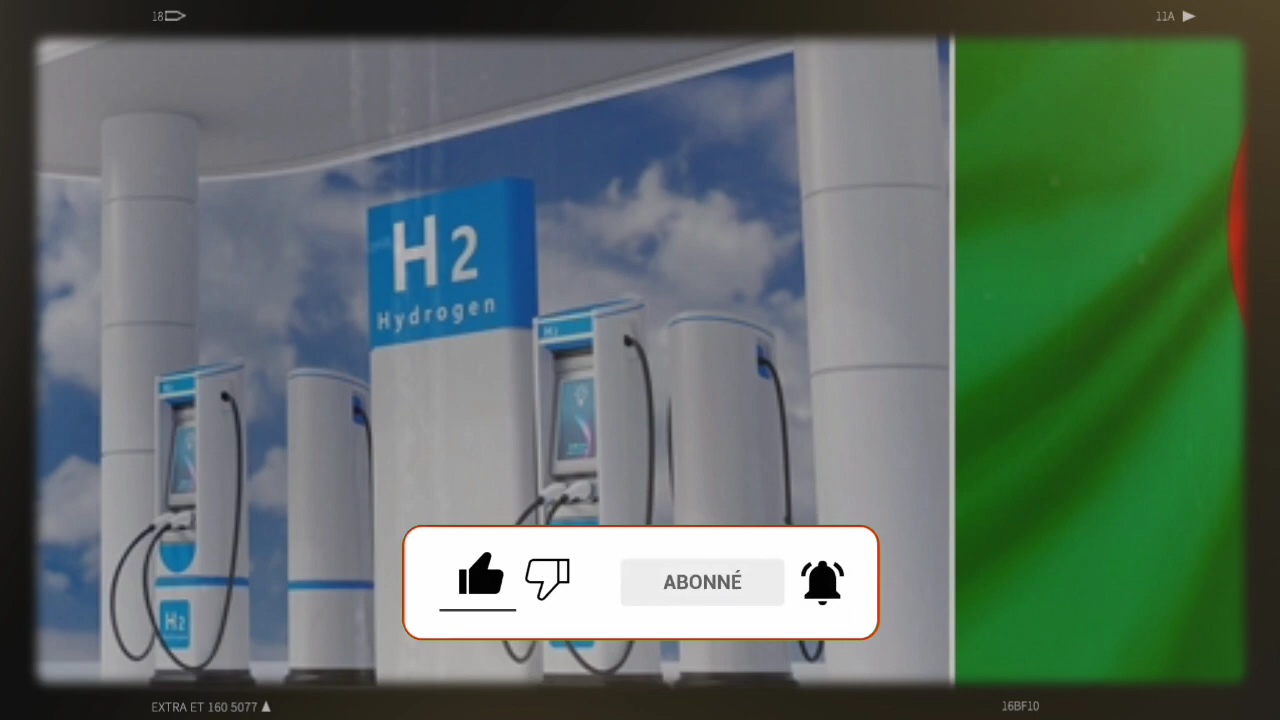 18
11A
H2
Hydrogen
H2
ABONNÉ
EXTRA ET 160 5077
16BF10